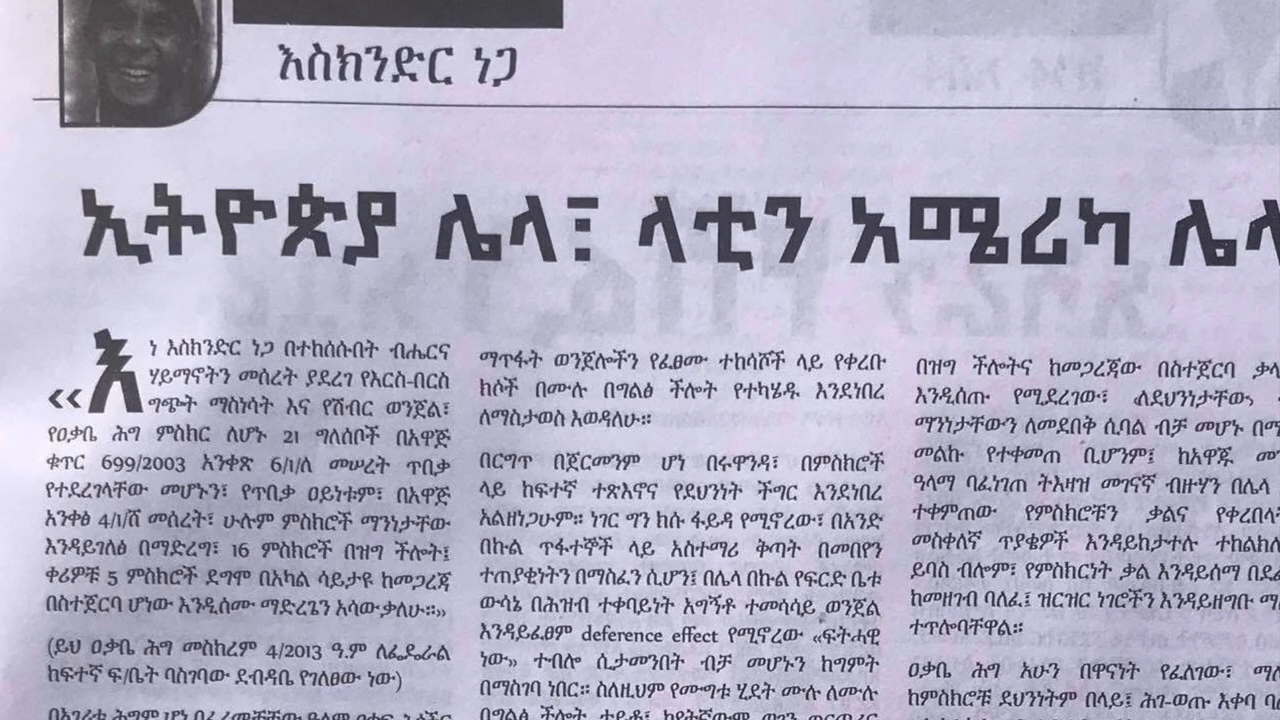 እስክንድር ነጋ
ኢትዮጵያ ሌላ፣ ላቲን አሜሪካ ሌላ
‹‹እነ እስክንድር ነጋ በተከሰሱበት ብሔርና
ሃይማኖትን መሰረት ያደረገ የእርስ-በርስ
ግጭት ማስነሳት እና የሽብር ወንጀል፣
የዐቃቤ ሕግ ምስክር ለሆኑ 21 ግለሰቦች በአዋጅ
ቁጥር 699/2003 አንቀጽ 6/1/ለ መሠረት ጥበቃ
የተደረገላቸው መሆኑን፣ የጥበቃ ዐይነቱም፣ በአዋጅ
አንቀፅ 4/1/ሸ መሰረት፣ ሁሉም ምስክሮች ማንነታቸው
እንዳይገለፅ በማድረግ፣ 16 ምስክሮች በዝግ ችሎት፤
ቀሪዎቹ 5 ምስክሮች ደግሞ በአካል ሳይታዩ ከመጋረጃ
በስተጀርባ ሆነው እንዲሰሙ ማድረጌን አሳውቃለሁ።››
(ይህ ዐቃቤ ሕግ መስከረም 4/2013 ዓ.ም ለፌዴራል
ከፍተኛ ፍ/ቤት ባስገባው ደብዳቤ የገለፀው ነው)
ማጥፋት ወንጀሎችን የፈፀሙ ተከሳሾች ላይ የቀረቡ
ክሶች በሙሉ በግልፅ ችሎት የተካሄዱ እንደነበረ
ለማስታወስ እወዳለሁ።
በርግጥ በጀርመንም ሆነ በሩዋንዳ፣ በምስክሮች
ላይ ከፍተኛ ተጽእኖና የደህንነት ችግር እንደነበረ
አልዘነጋሁም። ነገር ግን ክሱ ፋይዳ የሚኖረው፣ በአንድ
በኩል ጥፋተኞች ላይ አስተማሪ ቅጣት በመበየን
ተጠያቂነትን በማስፈን ሲሆን፤ በሌላ በኩል የፍርድ ቤቱ
ውሳኔ በሕዝብ ተቀባይነት አግኝቶ ተመሳሳይ ወንጀል
እንዳይፈፀም deference effect የሚኖረው ‹‹ፍትሐዊ
ነው›› ተብሎ ሲታመንበት ብቻ መሆኑን ከግምት
በማስገባ ነበር። ስለዚህም የሙግቱ ሂደት ሙሉ ለሙሉ
በዝግ ችሎትና ከመጋረጃው በስተጀርባ
እንዲሰጡ የሚደረገው፣ ‹ለደህንነታቸው›
ማንነታቸውን ለመደበቅ ሲባል ብቻ መሆኑ
መልኩ የተቀመጠ ቢሆንም፤ ከአዋጁ
ዓላማ ባፈነገጠ ትእዛዝ መገናኛ ብዙሃን በሌላ
ተቀምጠው የምስክሮቹን ቃልና
መስቀለኛ ጥያቄዎች እንዳይከታተሉ
ይባስ ብሎም፣ የምስክርነት ቃል እንዳይሰማ
ከመዘገብ ባለፈ፤ ዝርዝር ነገሮችን እንዳይዘግቡ
ተጥሎባቸዋል።
ዐቃቤ ሕግ አሁን በዋናነት የፈለገው፣
ከምስክሮቹ ደህንነትም በላይ፤ ሕገ-ወጡ እቀባ